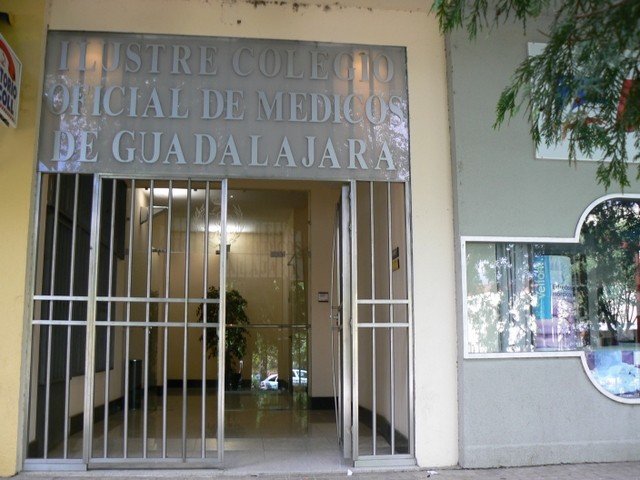 ILUSTRE COLEGIO
OFICIAL DE MEDICOS
DE GUADALAJARA